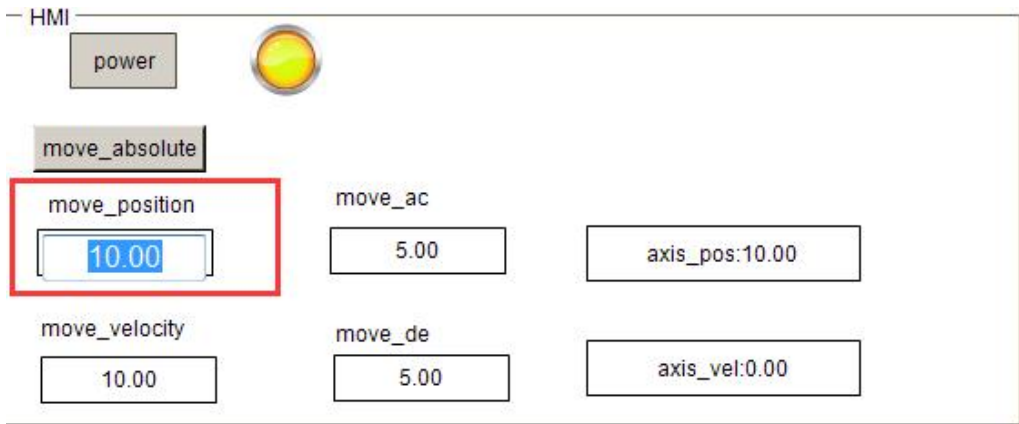 HMI
power
move_absolute
move_position
move_ac
10.00
5.00
axis_pos:10.00
move_velocity
move_de
10.00
5.00
axis_vel:0.00